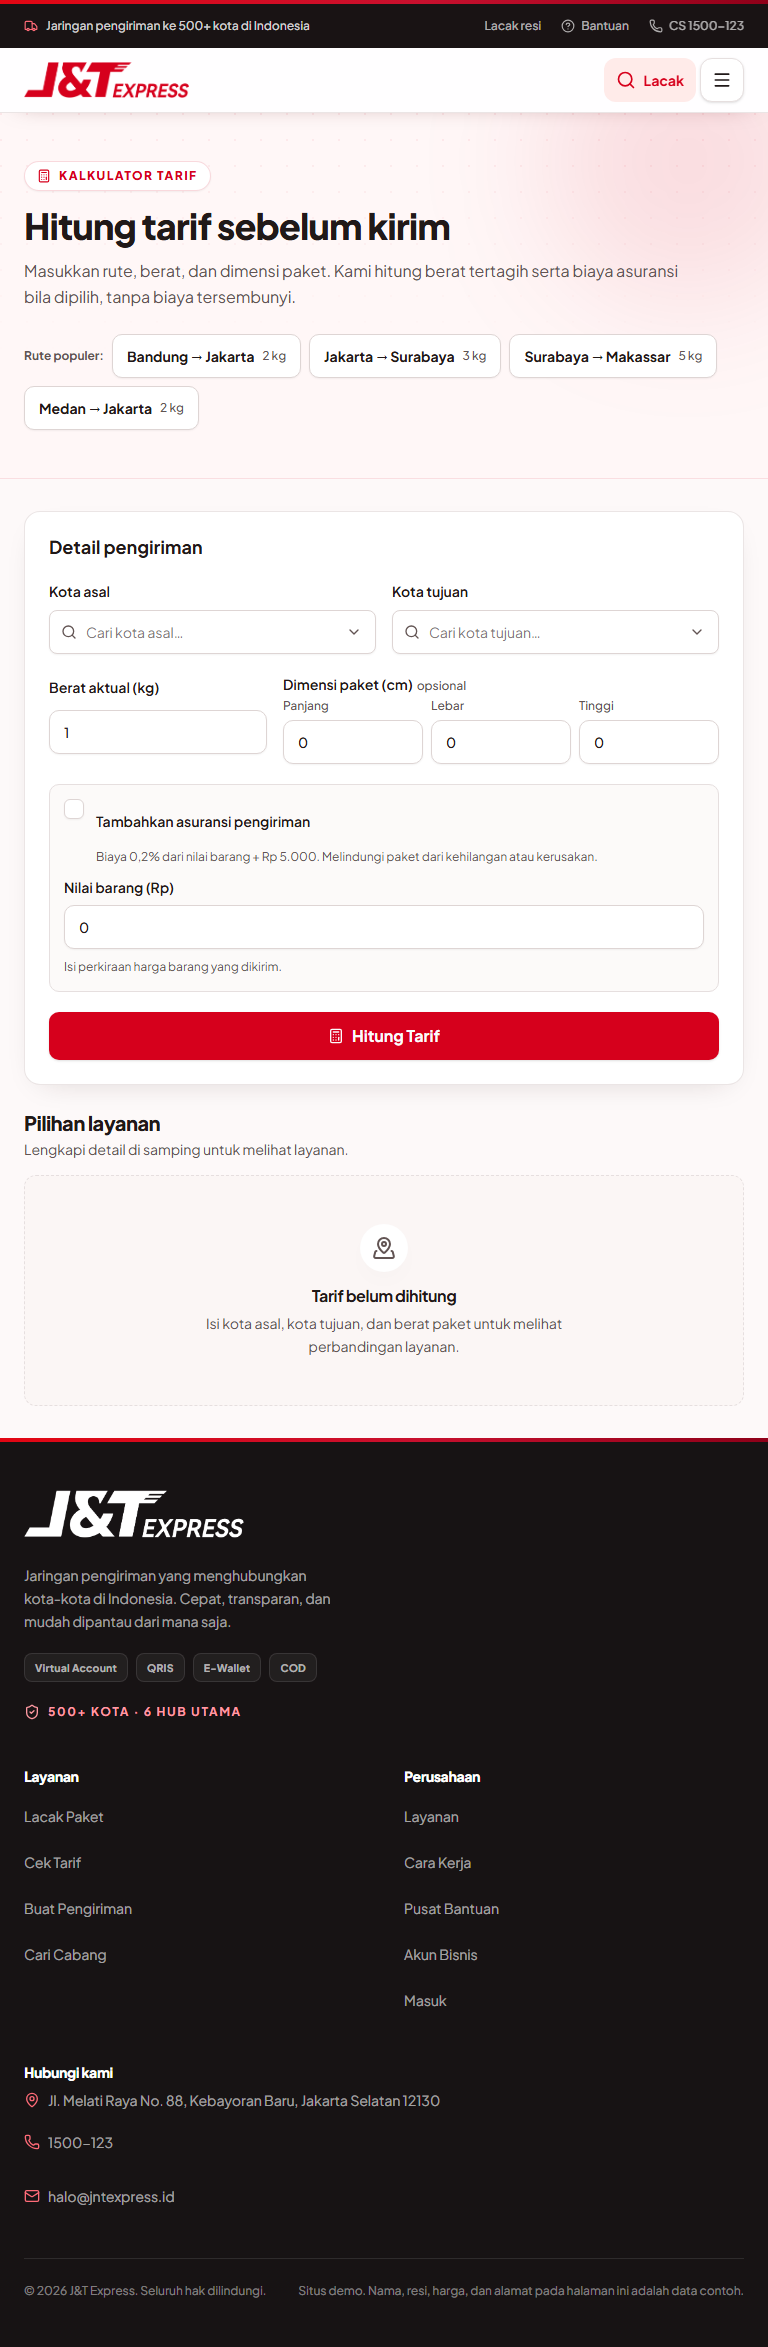 Jaringan pengiriman ke 500+ kota di Indonesia
Lacak resi
Bantuan
CS 1500-123
J&T EXPRESS
Lacak
KALKULATOR TARIF
Hitung tarif sebelum kirim
Masukkan rute, berat, dan dimensi paket. Kami hitung berat tertagih serta biaya asuransi
bila dipilih, tanpa biaya tersembunyi.
Rute populer:
Bandung → Jakarta 2 kg
Jakarta → Surabaya 3 kg
Surabaya → Makassar 5 kg
Medan → Jakarta 2 kg
Detail pengiriman
Kota asal
Kota tujuan
Cari kota asal...
Cari kota tujuan...
Berat aktual (kg)
Dimensi paket (cm) opsional
Panjang
Lebar
Tinggi
1
0
0
0
Tambahkan asuransi pengiriman
Biaya 0,2% dari nilai barang + Rp 5.000. Melindungi paket dari kehilangan atau kerusakan.
Nilai barang (Rp)
0
Isi perkiraan harga barang yang dikirim.
Hitung Tarif
Pilihan layanan
Lengkapi detail di samping untuk melihat layanan.
Tarif belum dihitung
Isi kota asal, kota tujuan, dan berat paket untuk melihat
perbandingan layanan.
J&T EXPRESS
Jaringan pengiriman yang menghubungkan
kota-kota di Indonesia. Cepat, transparan, dan
mudah dipantau dari mana saja.
Virtual Account
QRIS
E-Wallet
COD
500+ KOTA · 6 HUB UTAMA
Layanan
Lacak Paket
Cek Tarif
Buat Pengiriman
Cari Cabang
Perusahaan
Layanan
Cara Kerja
Pusat Bantuan
Akun Bisnis
Masuk
Hubungi kami
Jl. Melati Raya No. 88, Kebayoran Baru, Jakarta Selatan 12130
1500-123
halo@jntexpress.id
© 2026 J&T Express. Seluruh hak dilindungi.
Situs demo. Nama, resi, harga, dan alamat pada halaman ini adalah data contoh.